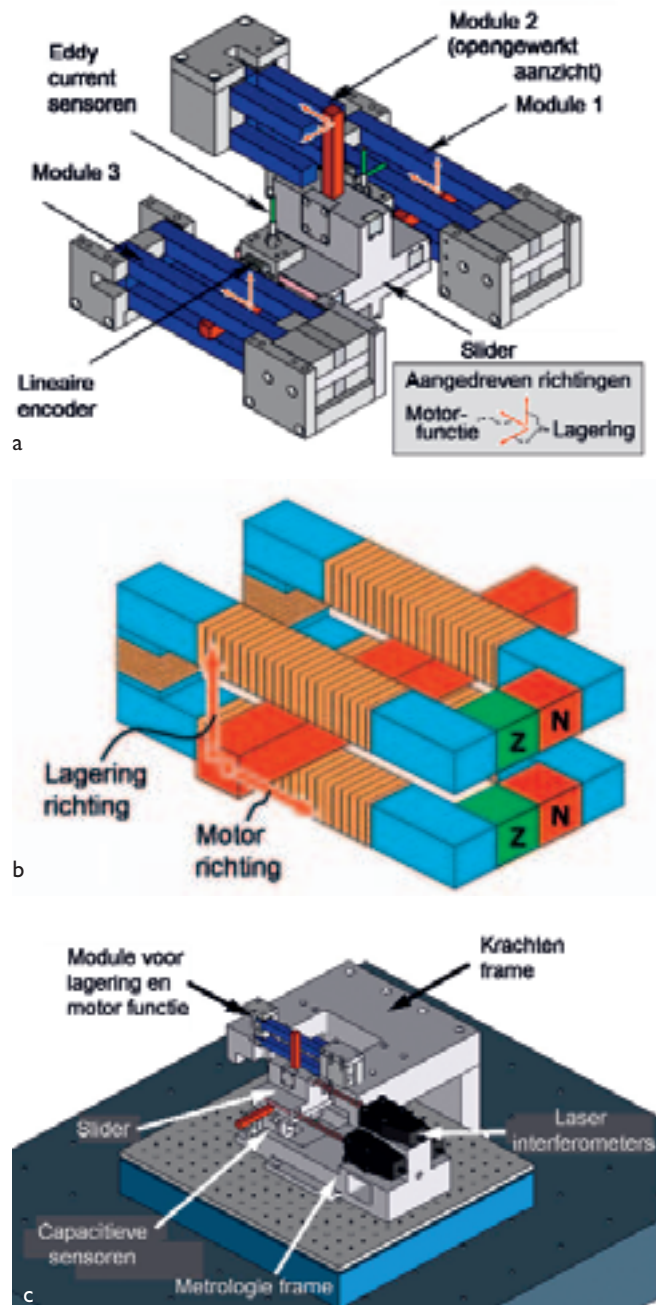 Eddy
current
sensoren
Module 2
(opengewerkt
aanzicht)
Module 1
Module 3
Slider
Lineaire
encoder
Aangedreven richtingen
Motor-
functie
Lagering
a
Lagering
richting
Motor
richting
Z
N
Z
N
b
Module voor
lagering en
motor functie
Krachten
frame
Slider
Laser
interferometers
Capacitieve
sensoren
Metrologie frame
c